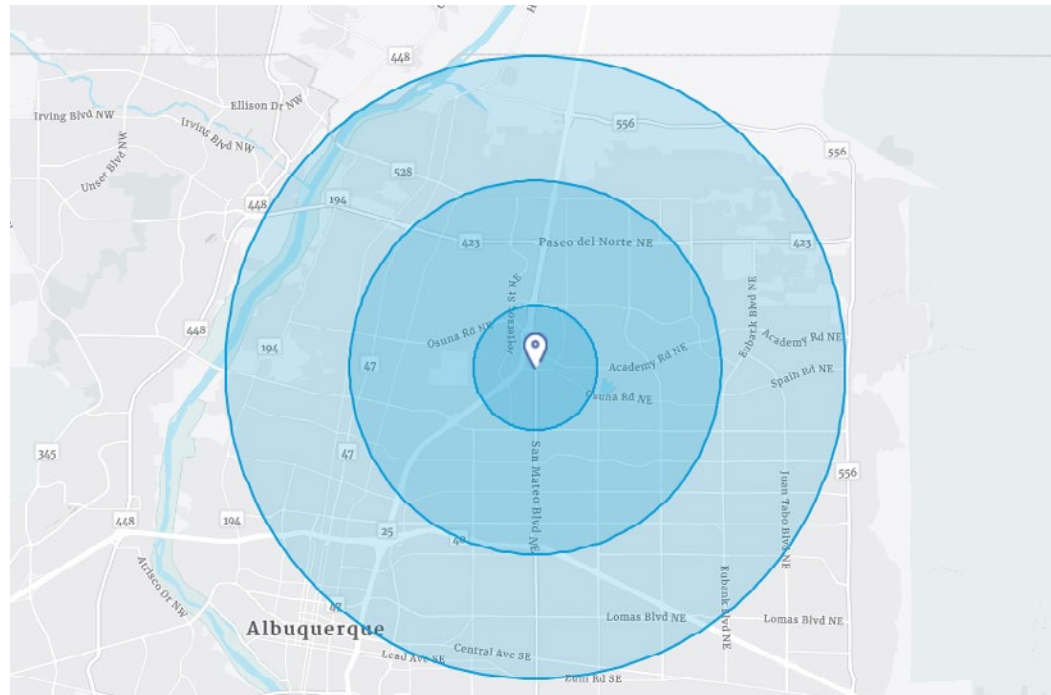 448
Irving Blvd NW
Ellison Dr NW
Irving Blvd NW
Unser Blvd NW
556
556
528
448
194
423
Paseo del Norte NE
423
Jefferson St NE
Eubank Blvd NE
448
Osuna Rd NE
194
47
Academy Rd NE
Academy Rd NE
Spain Rd NE
Osuna Rd NE
345
47
San Mateo Blvd NE
556
Juan Tabo Blvd NE
448
194
25
40
Atrisco Dr NW
Eubank Blvd NE
47
Lomas Blvd NE
Lomas Blvd NE
Albuquerque
Lead Ave SE
Central Ave SE
Zuni Rd SE